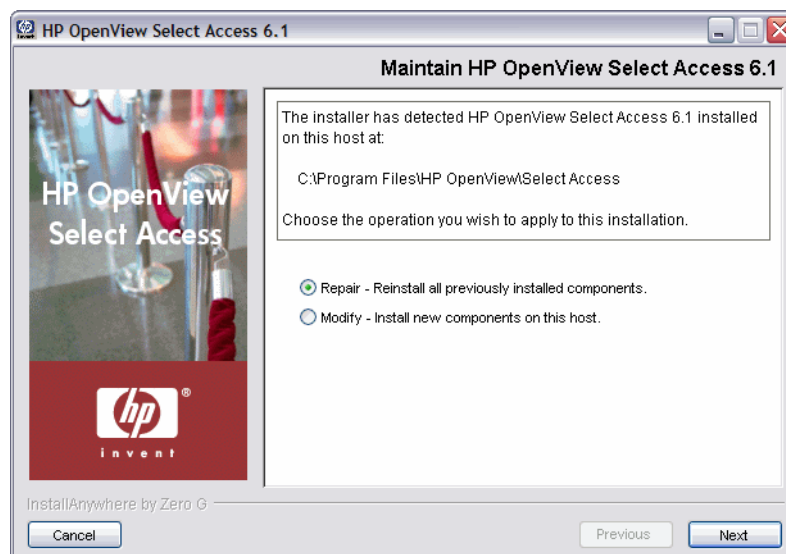 HP OpenView Select Access 6.1
Maintain HP OpenView Select Access 6.1
HP OpenView
Select Access
hp
®
invent
The installer has detected HP OpenView Select Access 6.1 installed
on this host at:
C:\Program Files\HP OpenView\Select Access
Choose the operation you wish to apply to this installation.
Repair - Reinstall all previously installed components.
Modify - Install new components on this host.
InstallAnywhere by Zero G
Cancel
Previous
Next